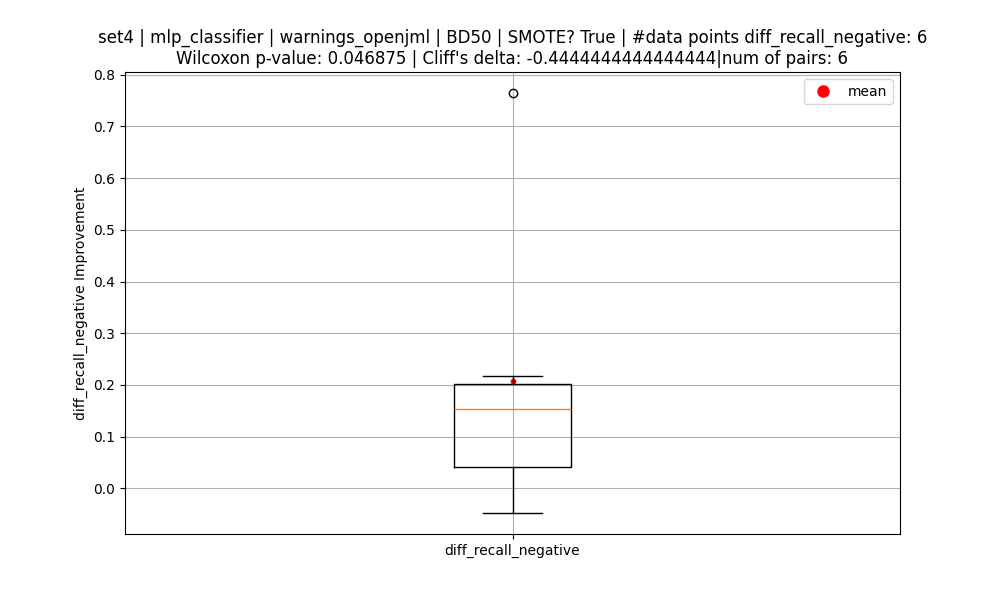 set4 | mlp_classifier | warnings_openjml | BD50 | SMOTE? True | #data points diff_recall_negative: 6
Wilcoxon p-value: 0.046875 | Cliff's delta: -0.4444444444444444|num of pairs: 6
mean
0.8
0.7
0.6
0.5
0.4
0.3
0.2
0.1
0.0
diff_recall_negative Improvement
diff_recall_negative